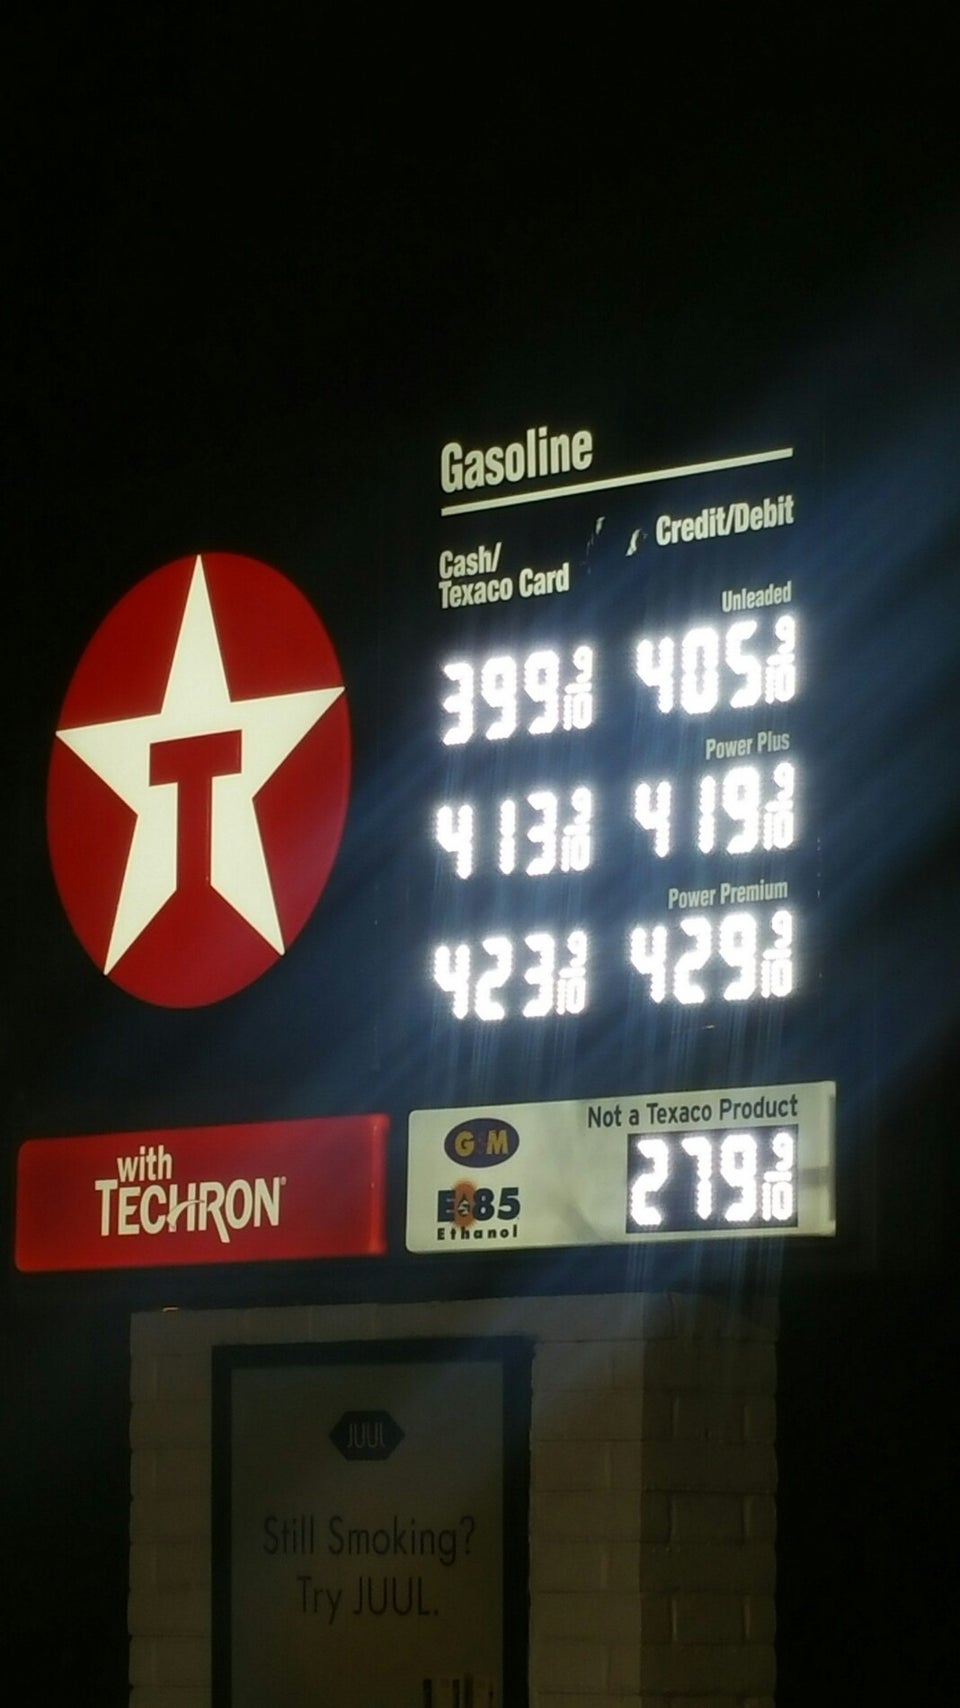 Gasoline
Cash/
Texaco Card
Credit/Debit
Unleaded
399 9/10
405 9/10
Power Plus
413 9/10
419 9/10
Power Premium
423 9/10
429 9/10
T
with
TECHRON®
GSM
E85
Ethanol
Not a Texaco Product
279 9/10
JUUL
Still Smoking?
Try JUUL.